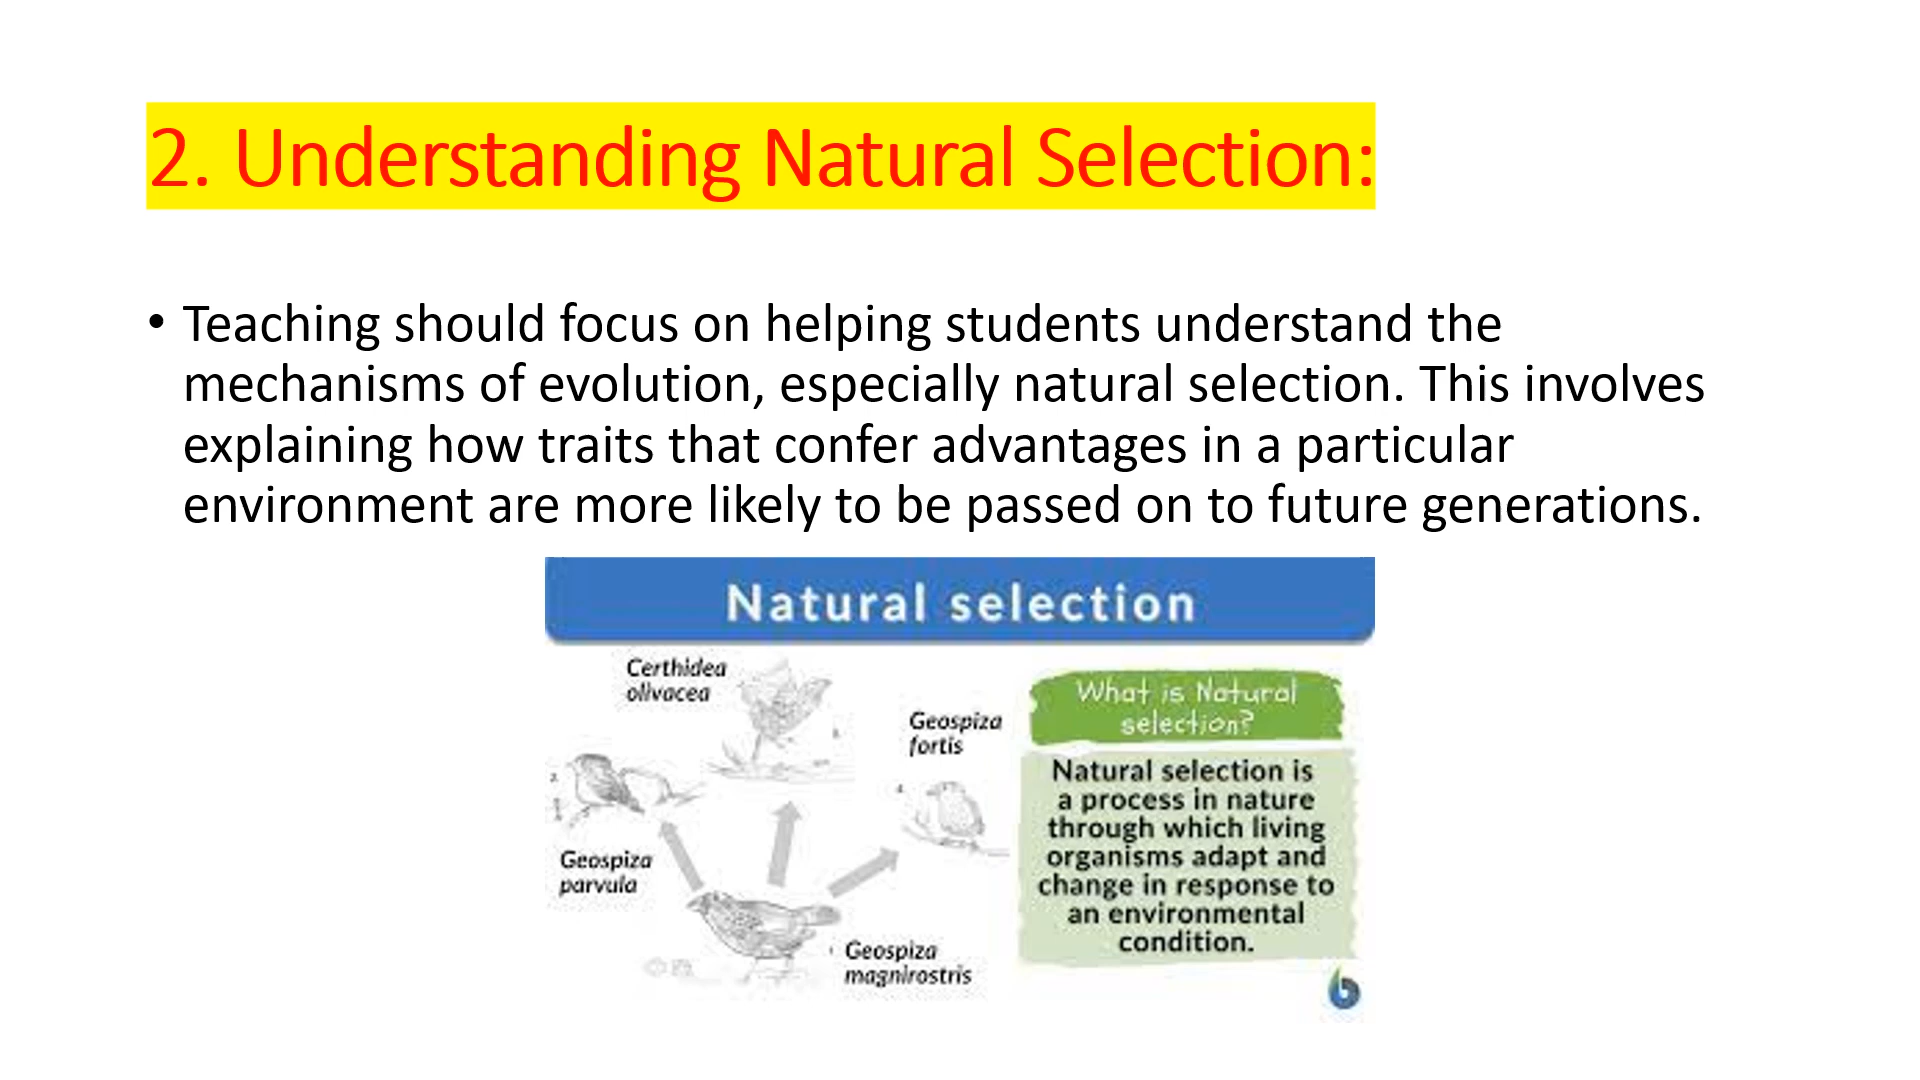 2. Understanding Natural Selection:
• Teaching should focus on helping students understand the
mechanisms of evolution, especially natural selection. This involves
explaining how traits that confer advantages in a particular
environment are more likely to be passed on to future generations.
Natural selection
Certhidea
olivacea
Geospiza
fortis
Geospiza
parvula
Geospiza
magnirostris
What is Natural
selection?
Natural selection is
a process in nature
through which living
organisms adapt and
change in response to
an environmental
condition.